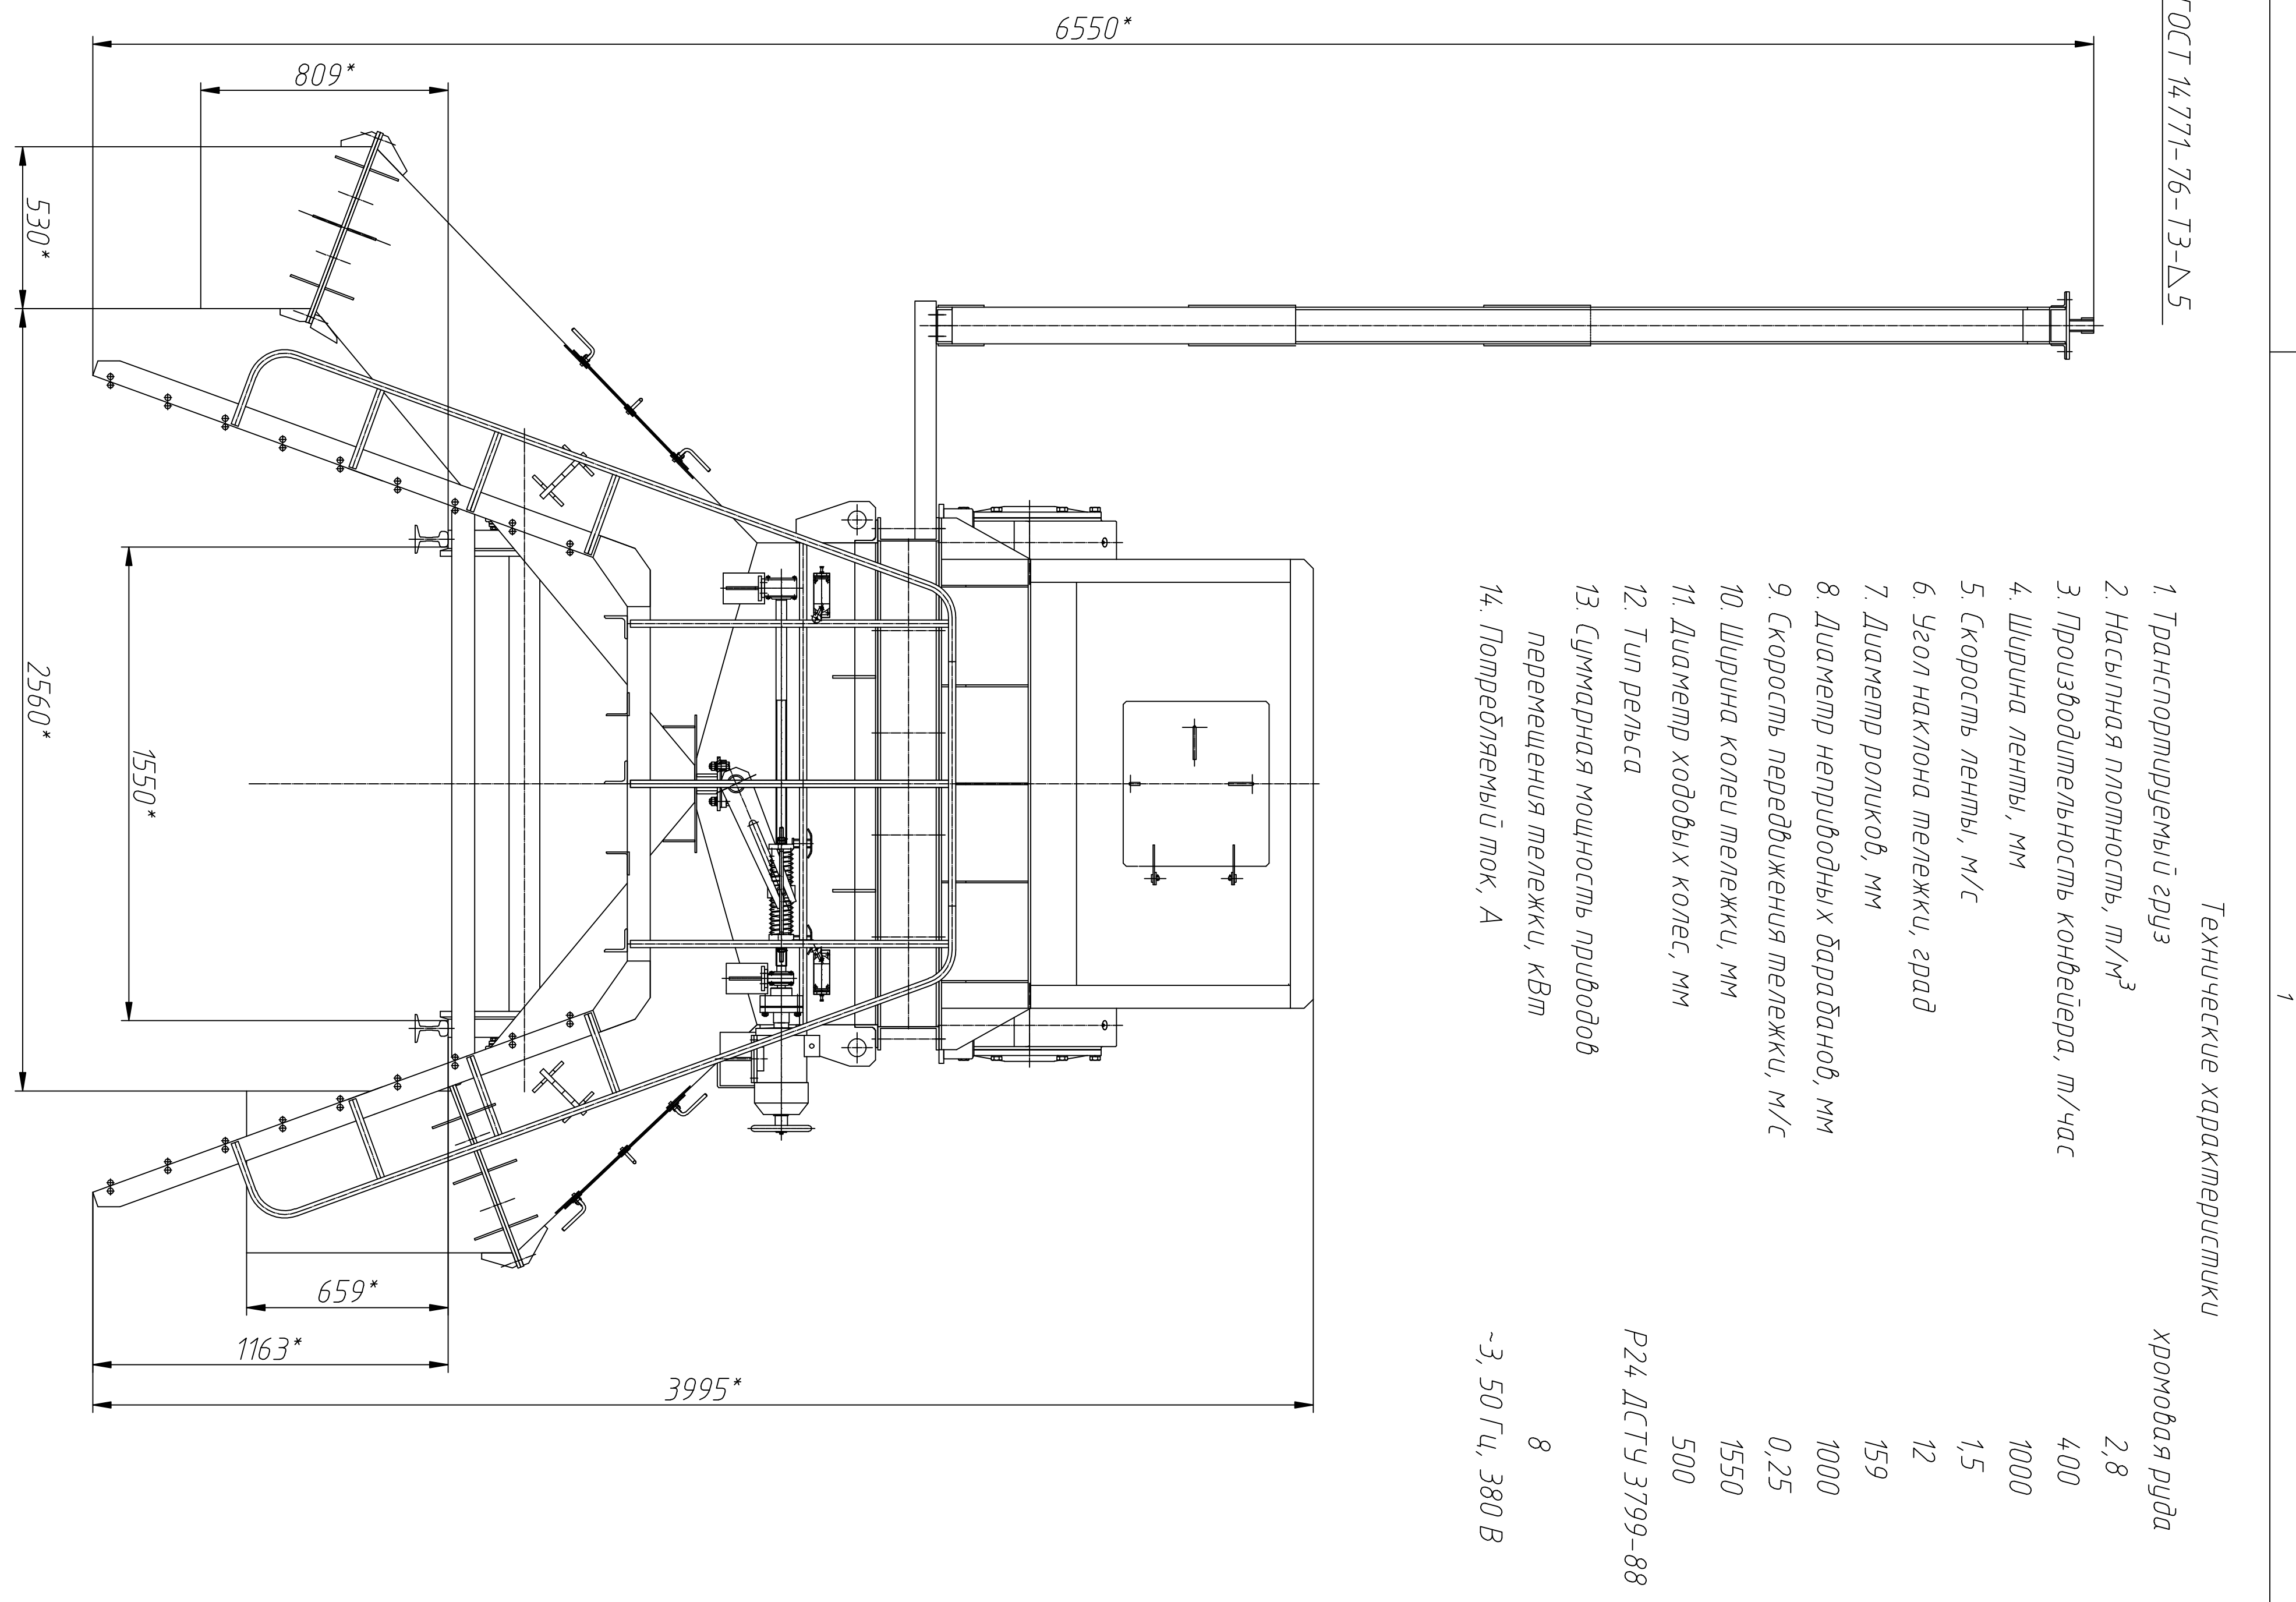 ГОСТ 14771-76-Т3-△5
1
Технические характеристики
1. Транспортируемый груз хромовая руда
2. Насыпная плотность, т/м³ 2,8
3. Производительность конвейера, т/час 400
4. Ширина ленты, мм 1000
5. Скорость ленты, м/с 1,5
6. Угол наклона тележки, град 12
7. Диаметр роликов, мм 159
8. Диаметр неприводных барабанов, мм 1000
9. Скорость передвижения тележки, м/с 0,25
10. Ширина колеи тележки, мм 1550
11. Диаметр ходовых колес, мм 500
12. Тип рельса Р24 ДСТУ 3799-88
13. Суммарная мощность приводов
перемещения тележки, кВт 8
14. Потребляемый ток, А ~3, 50 Гц, 380 В
6550*
809*
530*
2560*
1550*
659*
1163*
3995*